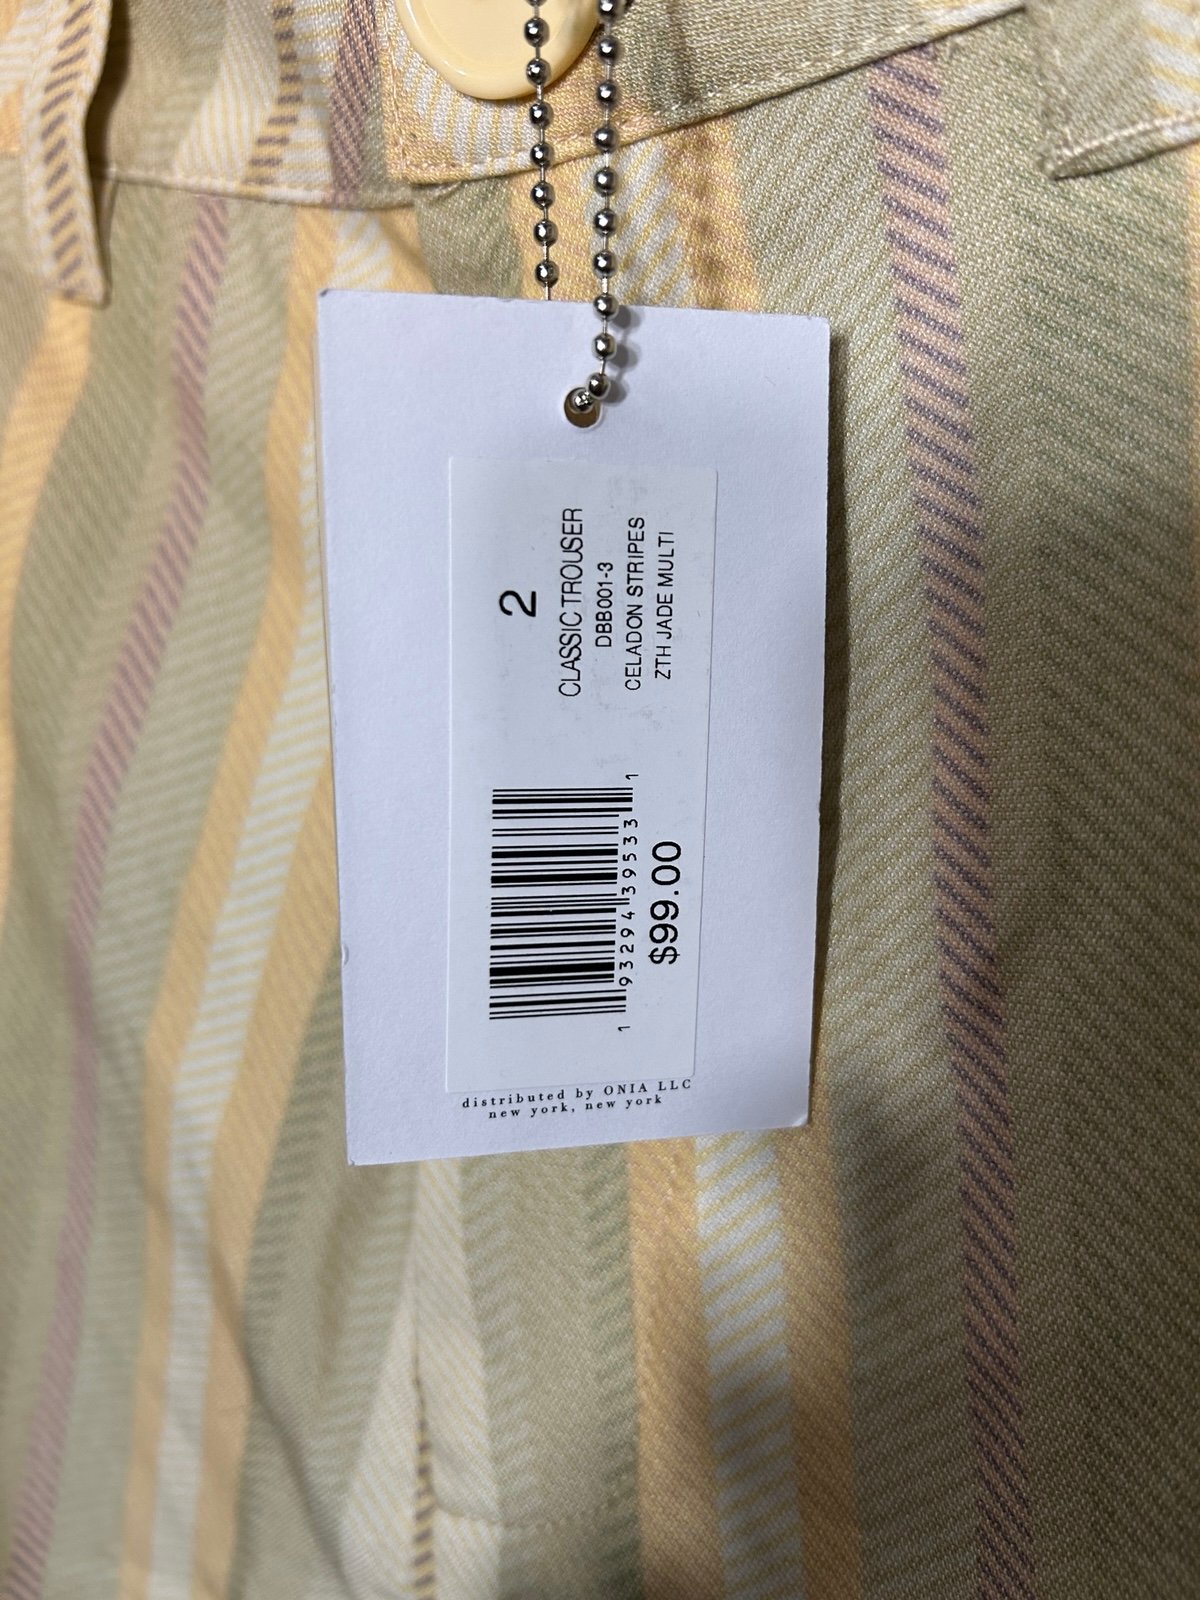 2
CLASSIC TROUSER
DBB001-3
CELADON STRIPES
ZTH JADE MULTI
1 93294 39533 1
$99.00
distributed by ONIA LLC
new york, new york